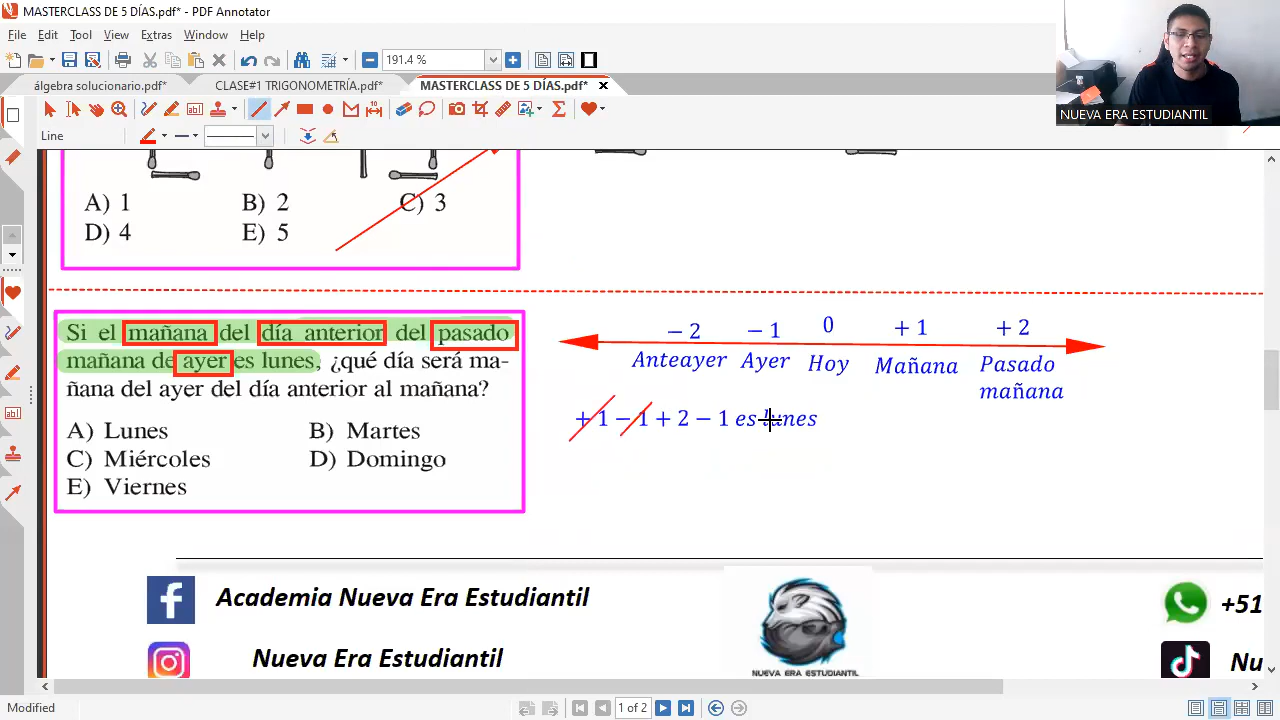 MASTERCLASS DE 5 DÍAS.pdf* - PDF Annotator
File Edit Tool View Extras Window Help
191.4 %
álgebra solucionario.pdf* CLASE#1 TRIGONOMETRÍA.pdf MASTERCLASS DE 5 DÍAS.pdf*
NUEVA ERA ESTUDIANTIL
Line
A) 1 B) 2 C) 3
D) 4 E) 5
Si el mañana del día anterior del pasado
mañana de ayer es lunes, ¿qué día será ma-
ñana del ayer del día anterior al mañana?
A) Lunes B) Martes
C) Miércoles D) Domingo
E) Viernes
− 2 − 1 0 + 1 + 2
Anteayer Ayer Hoy Mañana Pasado
mañana
+ 1 − 1 + 2 − 1 es lunes
Academia Nueva Era Estudiantil
+51
Nueva Era Estudiantil
NUEVA ERA ESTUDIANTIL
Nu
Modified
1 of 2